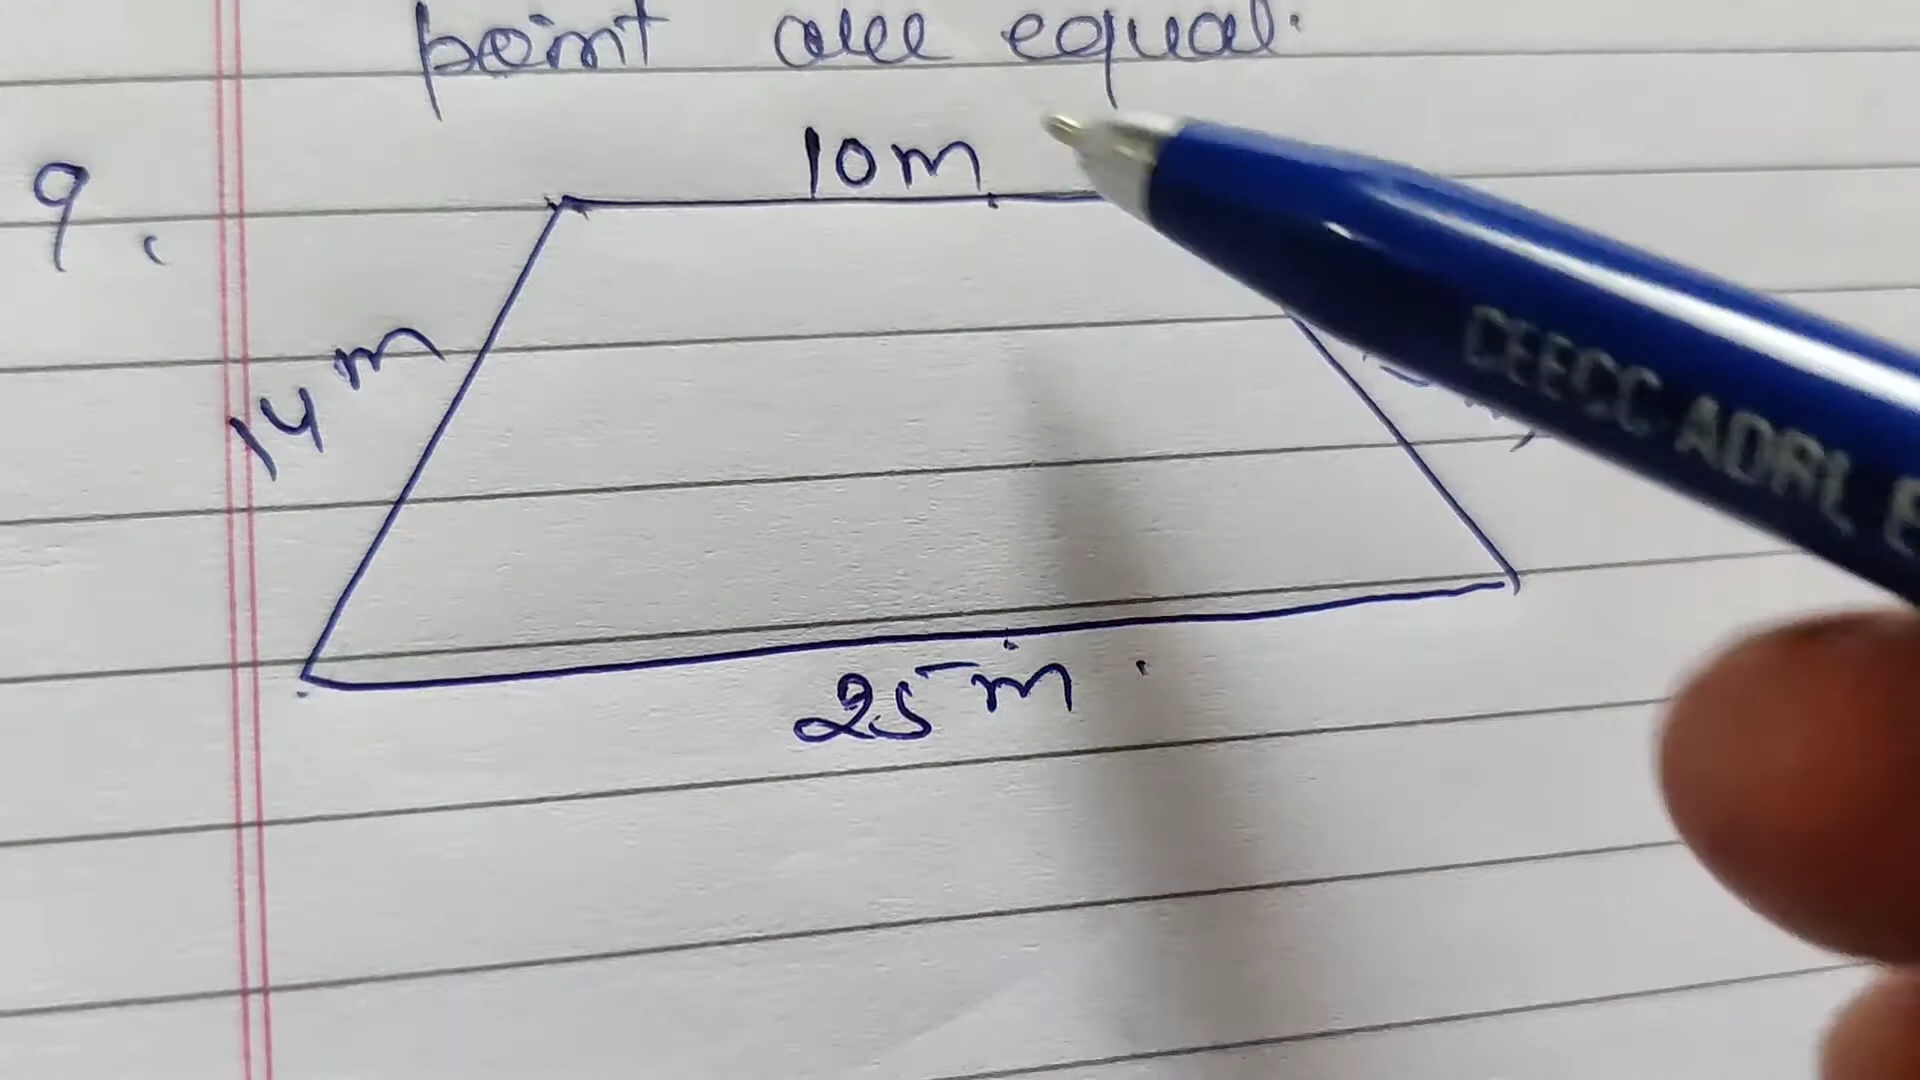 point are equal.
9.
10m
14m
25m.
CEECC ADRL E